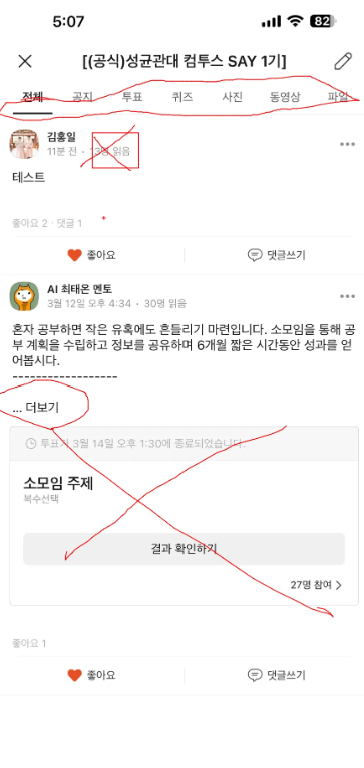 5:07
82
[(공식)성균관대 컴투스 SAY 1기]
전체 공지 투표 퀴즈 사진 동영상 파일
김홍일
11분 전 · 13명 읽음
테스트
좋아요 2 · 댓글 1
좋아요 댓글쓰기
AI 최태온 멘토
3월 12일 오후 4:34 · 30명 읽음
혼자 공부하면 작은 유혹에도 흔들리기 마련입니다. 소모임을 통해 공
부 계획을 수립하고 정보를 공유하며 6개월 짧은 시간동안 성과를 얻
어봅시다.
------------------
... 더보기
투표가 3월 14일 오후 1:30에 종료되었습니다.
소모임 주제
복수선택
결과 확인하기
27명 참여 >
좋아요 1
좋아요 댓글쓰기